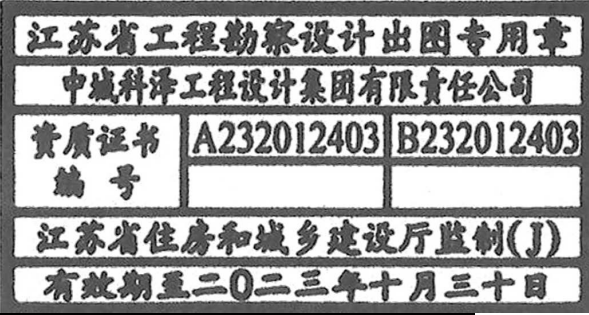 江苏省工程勘察设计出图专用章
中城科泽工程设计集团有限责任公司
资质证书编号
A232012403 B232012403
江苏省住房和城乡建设厅监制(J)
有效期至二〇二三年十月三十日